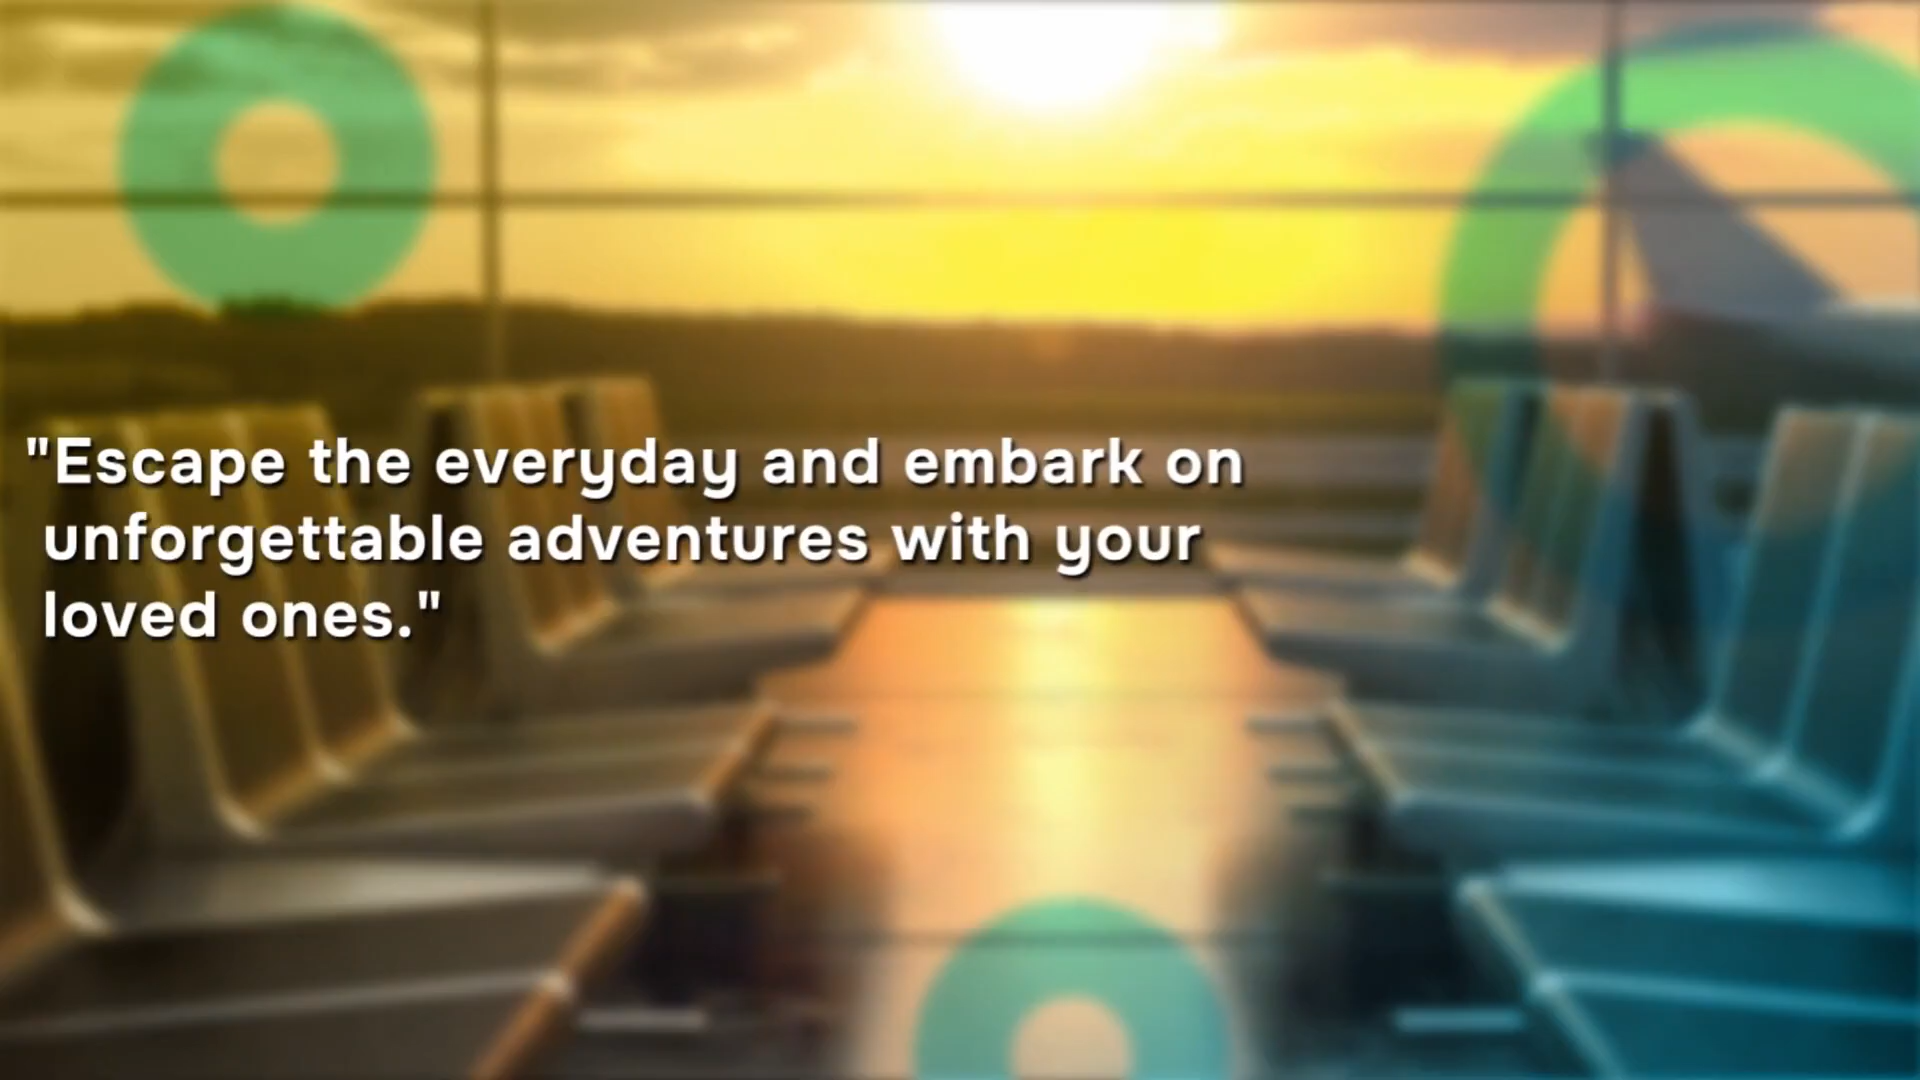 "Escape the everyday and embark on
unforgettable adventures with your
loved ones."